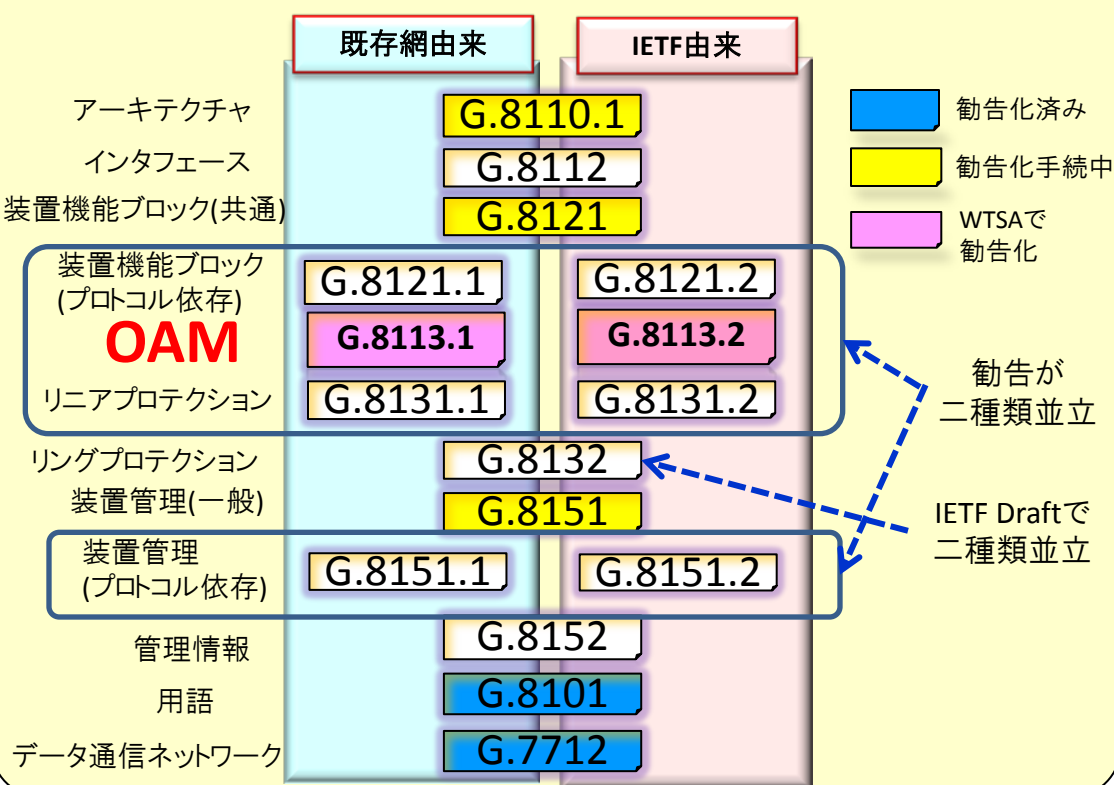 既存網由来
IETF由来
アーキテクチャ
G.8110.1
勧告化済み
インタフェース
G.8112
勧告化手続中
装置機能ブロック(共通)
G.8121
WTSAで
勧告化
装置機能ブロック
(プロトコル依存)
G.8121.1
G.8121.2
OAM
G.8113.1
G.8113.2
リニアプロテクション
G.8131.1
G.8131.2
勧告が
二種類並立
リングプロテクション
G.8132
装置管理(一般)
G.8151
IETF Draftで
二種類並立
装置管理
(プロトコル依存)
G.8151.1
G.8151.2
管理情報
G.8152
用語
G.8101
データ通信ネットワーク
G.7712